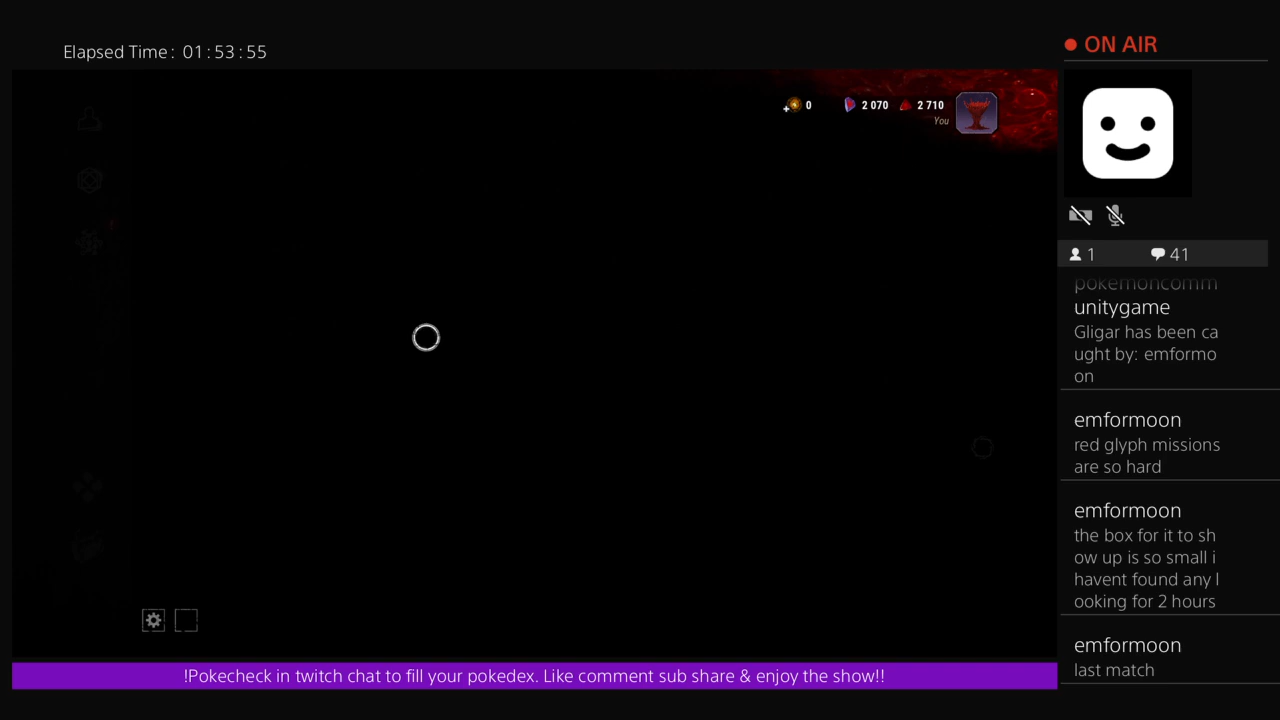 Elapsed Time: 01:53:55
ON AIR
0
2 070
2 710
You
1
41
pokemoncomm
unitygame
Gligar has been ca
ught by: emformo
on
emformoon
red glyph missions
are so hard
emformoon
the box for it to sh
ow up is so small i
havent found any l
ooking for 2 hours
emformoon
last match
!Pokecheck in twitch chat to fill your pokedex. Like comment sub share & enjoy the show!!